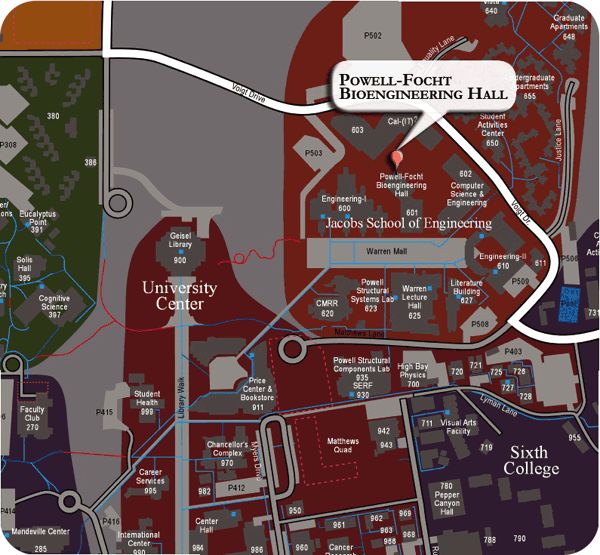 Graduate
Apartments
648
640
P502
Equality Lane
POWELL-FOCHT
BIOENGINEERING HALL
Undergraduate
Apartments
655
Voigt Drive
380
P308
386
603
Cal-(IT)
Student
Activities
Center
650
Justice Lane
P503
Powell-Focht
Bioengineering
Hall
602
Computer
Science &
Engineering
Engineering-I
600
601
Eucalyptus
Point
391
Voigt Dr.
Jacobs School of Engineering
Geisel
Library
900
Warren Mall
Engineering-II
610
611
P506
Solis
Hall
395
University
Center
Cognitive
Science
397
P509
CMRR
620
Powell
Structural
Systems Lab
623
Warren
Lecture
Hall
625
Literature
Building
627
731
P508
Matthews Lane
P403
Powell Structural
Components Lab
935
SERF
930
High Bay
Physics
700
720
721
725
726
727
728
Student
Health
999
Library Walk
Price
Center &
Bookstore
911
Lyman Lane
P415
Faculty
Club
270
711
Visual Arts
Facility
719
955
942
943
Matthews
Quad
Chancellor's
Complex
970
Myers Drive
Sixth
College
Career
Services
995
982
P412
780
Pepper
Canyon
Hall
P414
P416
950
Mandeville Center
285
International
Center
984
Center
Hall
986
960
961
962
963
966
967
968
969
Cancer
Research
788
790